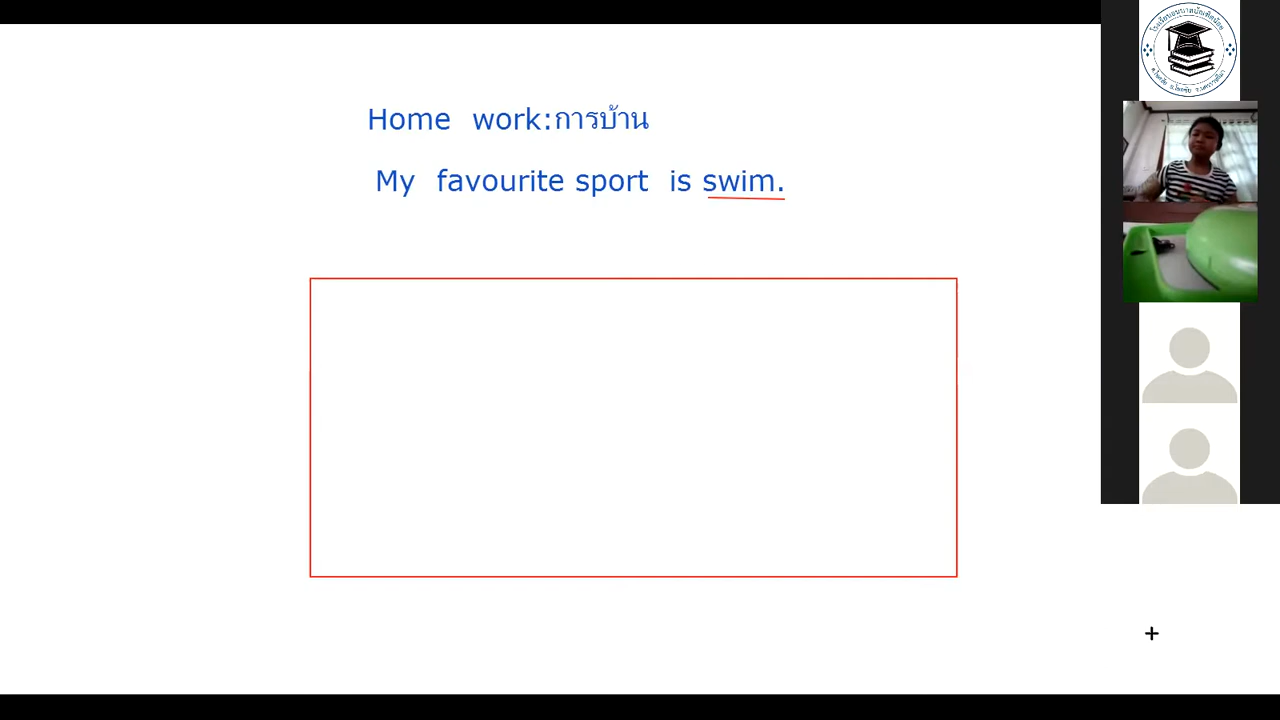 Home work:การบ้าน
My favourite sport is swim.